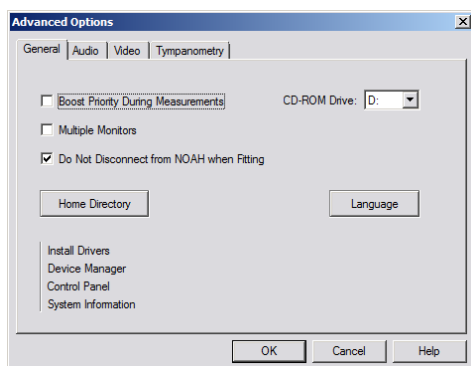 Advanced Options
General Audio Video Tympanometry
Boost Priority During Measurements CD-ROM Drive: D:
Multiple Monitors
Do Not Disconnect from NOAH when Fitting
Home Directory Language
Install Drivers
Device Manager
Control Panel
System Information
OK Cancel Help